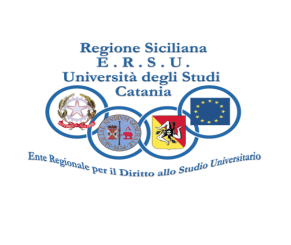 Regione Siciliana
E . R . S . U .
Università degli Studi
Catania
Ente Regionale per il Diritto allo Studio Universitario